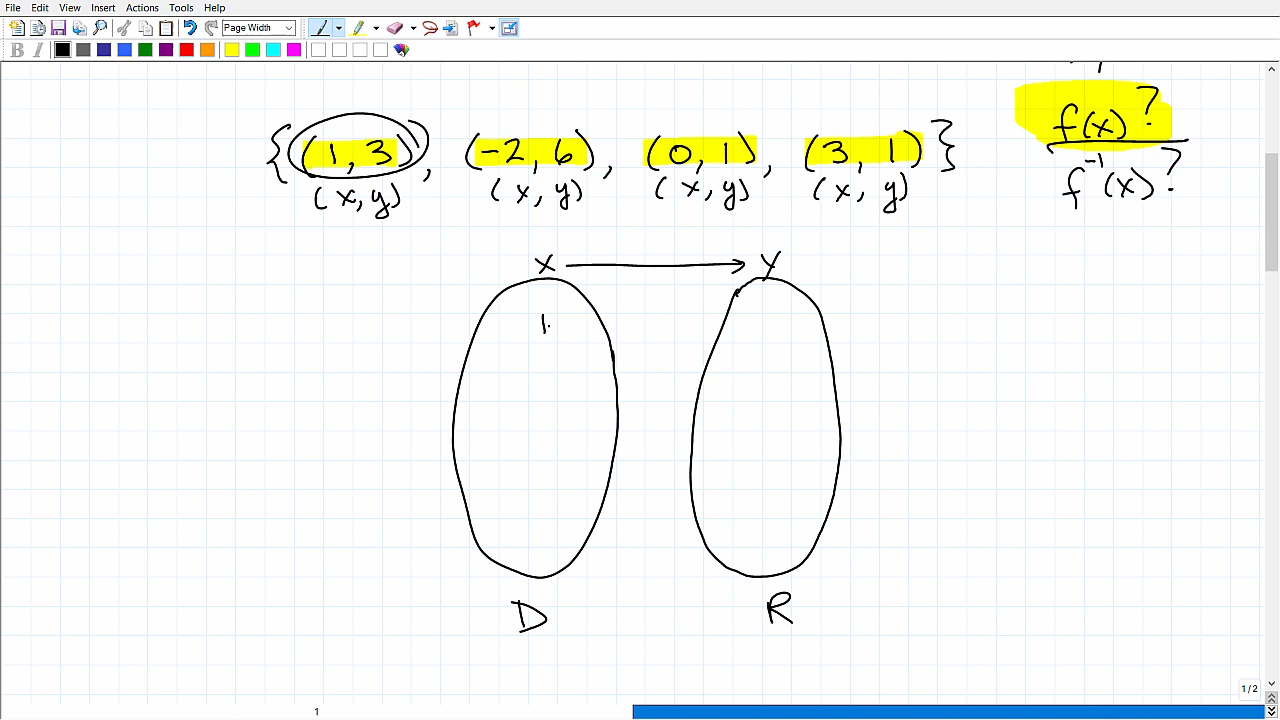 File Edit View Insert Actions Tools Help
Page Width
B I
{(1, 3), (-2, 6), (0, 1), (3, 1)}
(x, y) (x, y) (x, y) (x, y)
f(x)?
f⁻¹(x)?
x → y
1
D R
1/2
1